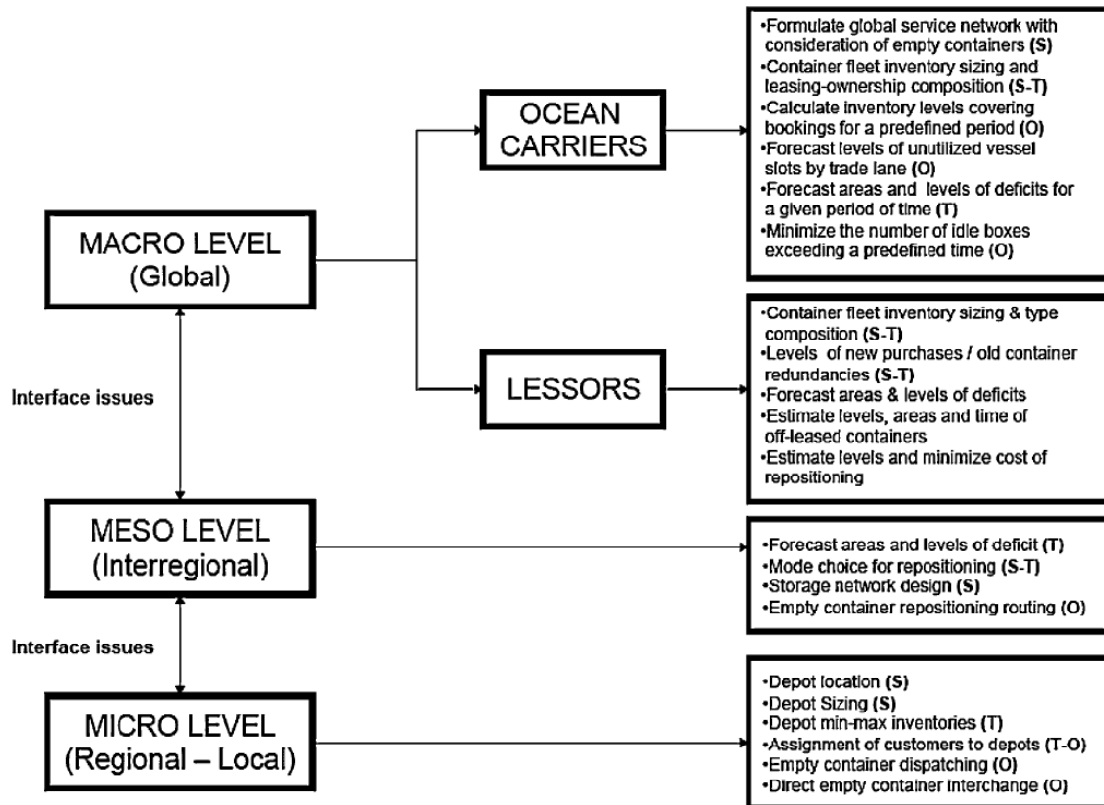 •Formulate global service network with
consideration of empty containers (S)
•Container fleet inventory sizing and
leasing-ownership composition (S-T)
•Calculate inventory levels covering
bookings for a predefined period (O)
•Forecast levels of unutilized vessel
slots by trade lane (O)
•Forecast areas and levels of deficits for
a given period of time (T)
•Minimize the number of idle boxes
exceeding a predefined time (O)
OCEAN
CARRIERS
MACRO LEVEL
(Global)
•Container fleet inventory sizing & type
composition (S-T)
•Levels of new purchases / old container
redundancies (S-T)
•Forecast areas & levels of deficits
•Estimate levels, areas and time of
off-leased containers
•Estimate levels and minimize cost of
repositioning
LESSORS
Interface issues
MESO LEVEL
(Interregional)
•Forecast areas and levels of deficit (T)
•Mode choice for repositioning (S-T)
•Storage network design (S)
•Empty container repositioning routing (O)
Interface issues
MICRO LEVEL
(Regional – Local)
•Depot location (S)
•Depot Sizing (S)
•Depot min-max inventories (T)
•Assignment of customers to depots (T-O)
•Empty container dispatching (O)
•Direct empty container interchange (O)